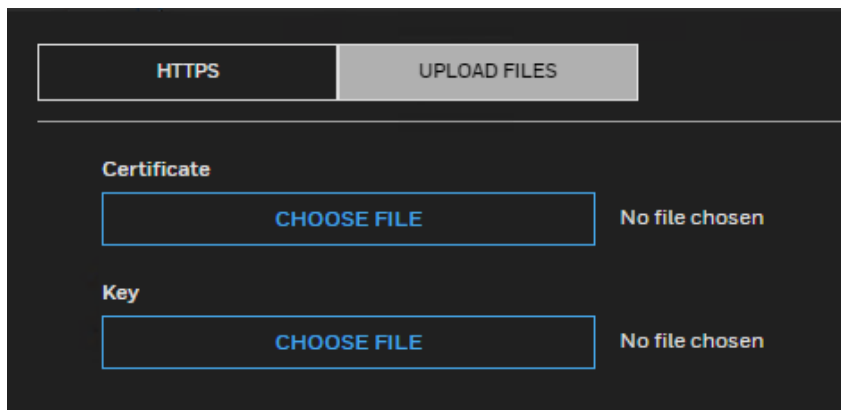 HTTPS UPLOAD FILES
Certificate
CHOOSE FILE No file chosen
Key
CHOOSE FILE No file chosen